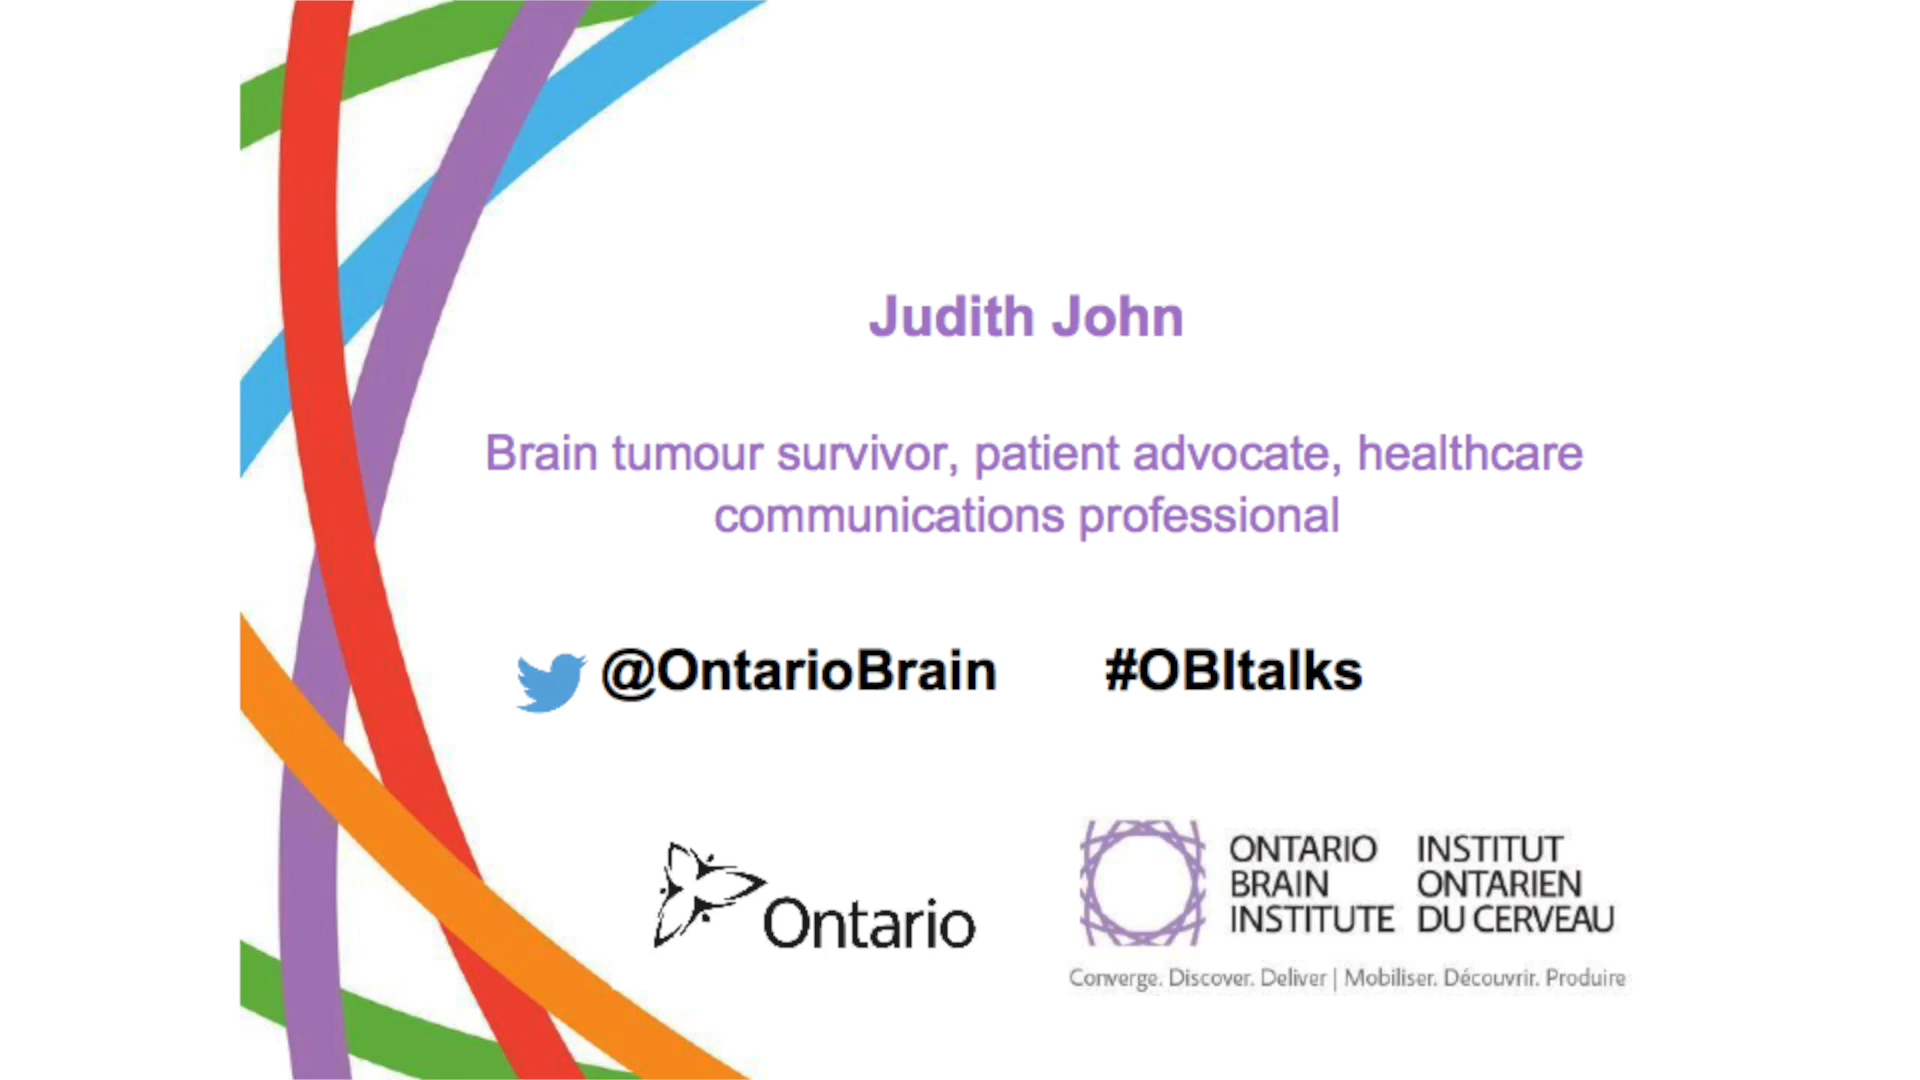 Judith John
Brain tumour survivor, patient advocate, healthcare
communications professional
@OntarioBrain #OBItalks
Ontario
ONTARIO BRAIN INSTITUTE
INSTITUT ONTARIEN DU CERVEAU
Converge. Discover. Deliver | Mobiliser. Découvrir. Produire